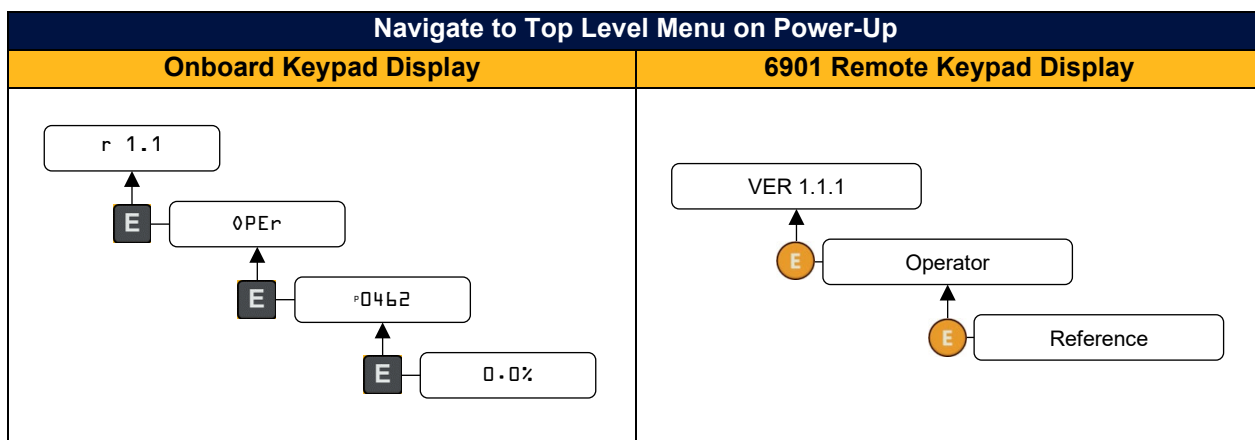 Navigate to Top Level Menu on Power-Up
Onboard Keypad Display
6901 Remote Keypad Display
r 1.1
E
OPEr
E
P0462
E
0.0%
VER 1.1.1
E
Operator
E
Reference